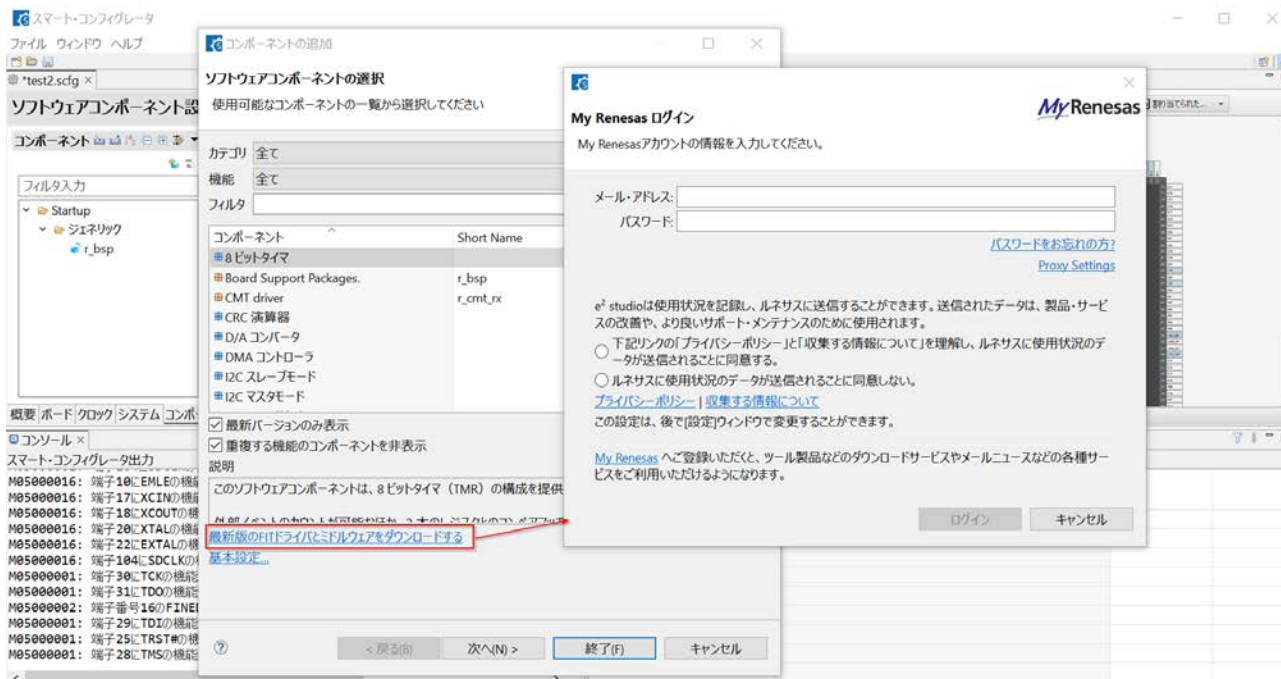 スマート・コンフィグレータ
ファイル ウィンドウ ヘルプ
*test2.scfg
ソフトウェアコンポーネント設
コンポーネント
フィルタ入力
Startup
ジェネリック
r_bsp
概要 ボード クロック システム コンポ
コンソール
スマート・コンフィグレータ出力
M05000016: 端子10にEMLEの機能
M05000016: 端子17にXCINの機能
M05000016: 端子18にXCOUTの機
M05000016: 端子20にXTALの機能
M05000016: 端子22にEXTALの機
M05000016: 端子104にSDCLKの
M05000001: 端子30にTCKの機能
M05000001: 端子31にTDOの機能
M05000002: 端子番号16のFINE
M05000001: 端子29にTDIの機能
M05000001: 端子25にTRST#の機
M05000001: 端子28にTMSの機能
コンポーネントの追加
ソフトウェアコンポーネントの選択
使用可能なコンポーネントの一覧から選択してください
カテゴリ 全て
機能 全て
フィルタ
コンポーネント Short Name
8 ビットタイマ
Board Support Packages. r_bsp
CMT driver r_cmt_rx
CRC 演算器
D/A コンバータ
DMA コントローラ
I2C スレーブモード
I2C マスタモード
最新バージョンのみ表示
重複する機能のコンポーネントを非表示
説明
このソフトウェアコンポーネントは、8 ビットタイマ（TMR）の構成を提供
最新版のFITドライバとミドルウェアをダウンロードする
基本設定...
< 戻る(B) 次へ(N) > 終了(F) キャンセル
My Renesas ログイン
MyRenesas
My Renesasアカウントの情報を入力してください。
メール・アドレス:
パスワード:
パスワードをお忘れの方?
Proxy Settings
e² studioは使用状況を記録し、ルネサスに送信することができます。送信されたデータは、製品・サービ
スの改善や、より良いサポート・メンテナンスのために使用されます。
下記リンクの「プライバシーポリシー」と「収集する情報について」を理解し、ルネサスに使用状況のデ
ータが送信されることに同意する。
ルネサスに使用状況のデータが送信されることに同意しない。
プライバシーポリシー | 収集する情報について
この設定は、後で[設定]ウィンドウで変更することができます。
My Renesas へご登録いただくと、ツール製品などのダウンロードサービスやメールニュースなどの各種サー
ビスをご利用いただけるようになります。
ログイン キャンセル